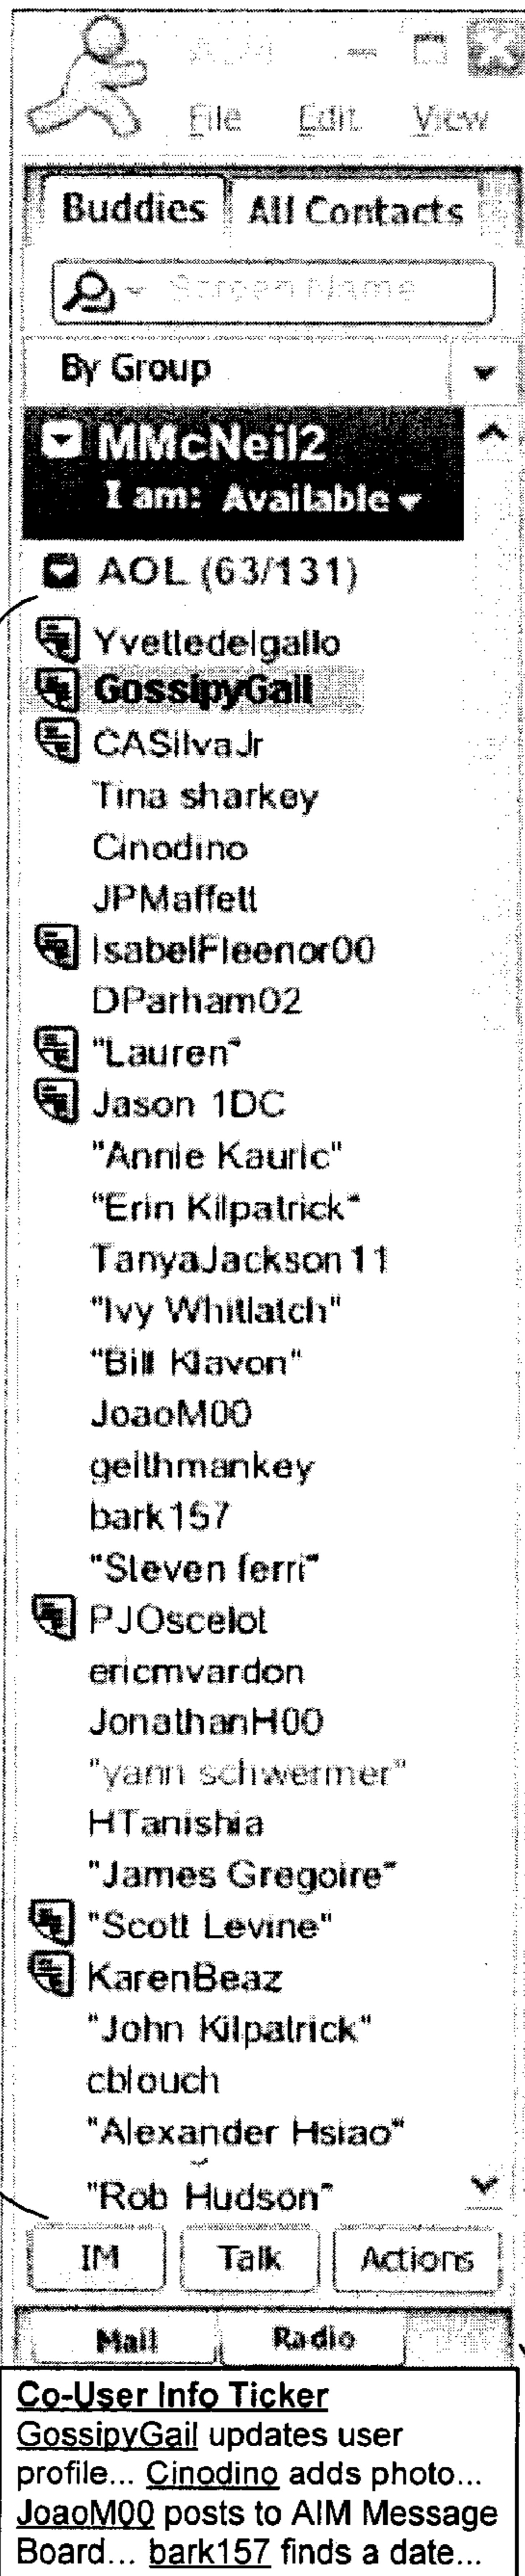 AIM
File Edit View
Buddies All Contacts
Screen Name
By Group
MMcNeil2
I am: Available
AOL (63/131)
Yvettedelgallo
GossipyGail
CASilvaJr
Tina sharkey
Cinodino
JPMaffett
IsabelFleenor00
DParham02
"Lauren"
Jason 1DC
"Annie Kauric"
"Erin Kilpatrick"
TanyaJackson11
"Ivy Whitlatch"
"Bill Klavon"
JoaoM00
geithmankey
bark157
"Steven ferri"
PJOscelot
ericmvardon
JonathanH00
"yann schwermer"
HTanishia
"James Gregoire"
"Scott Levine"
KarenBeaz
"John Kilpatrick"
cblouch
"Alexander Hsiao"
"Rob Hudson"
IM Talk Actions
Mail Radio
Co-User Info Ticker
GossipyGail updates user
profile... Cinodino adds photo...
JoaoM00 posts to AIM Message
Board... bark157 finds a date...